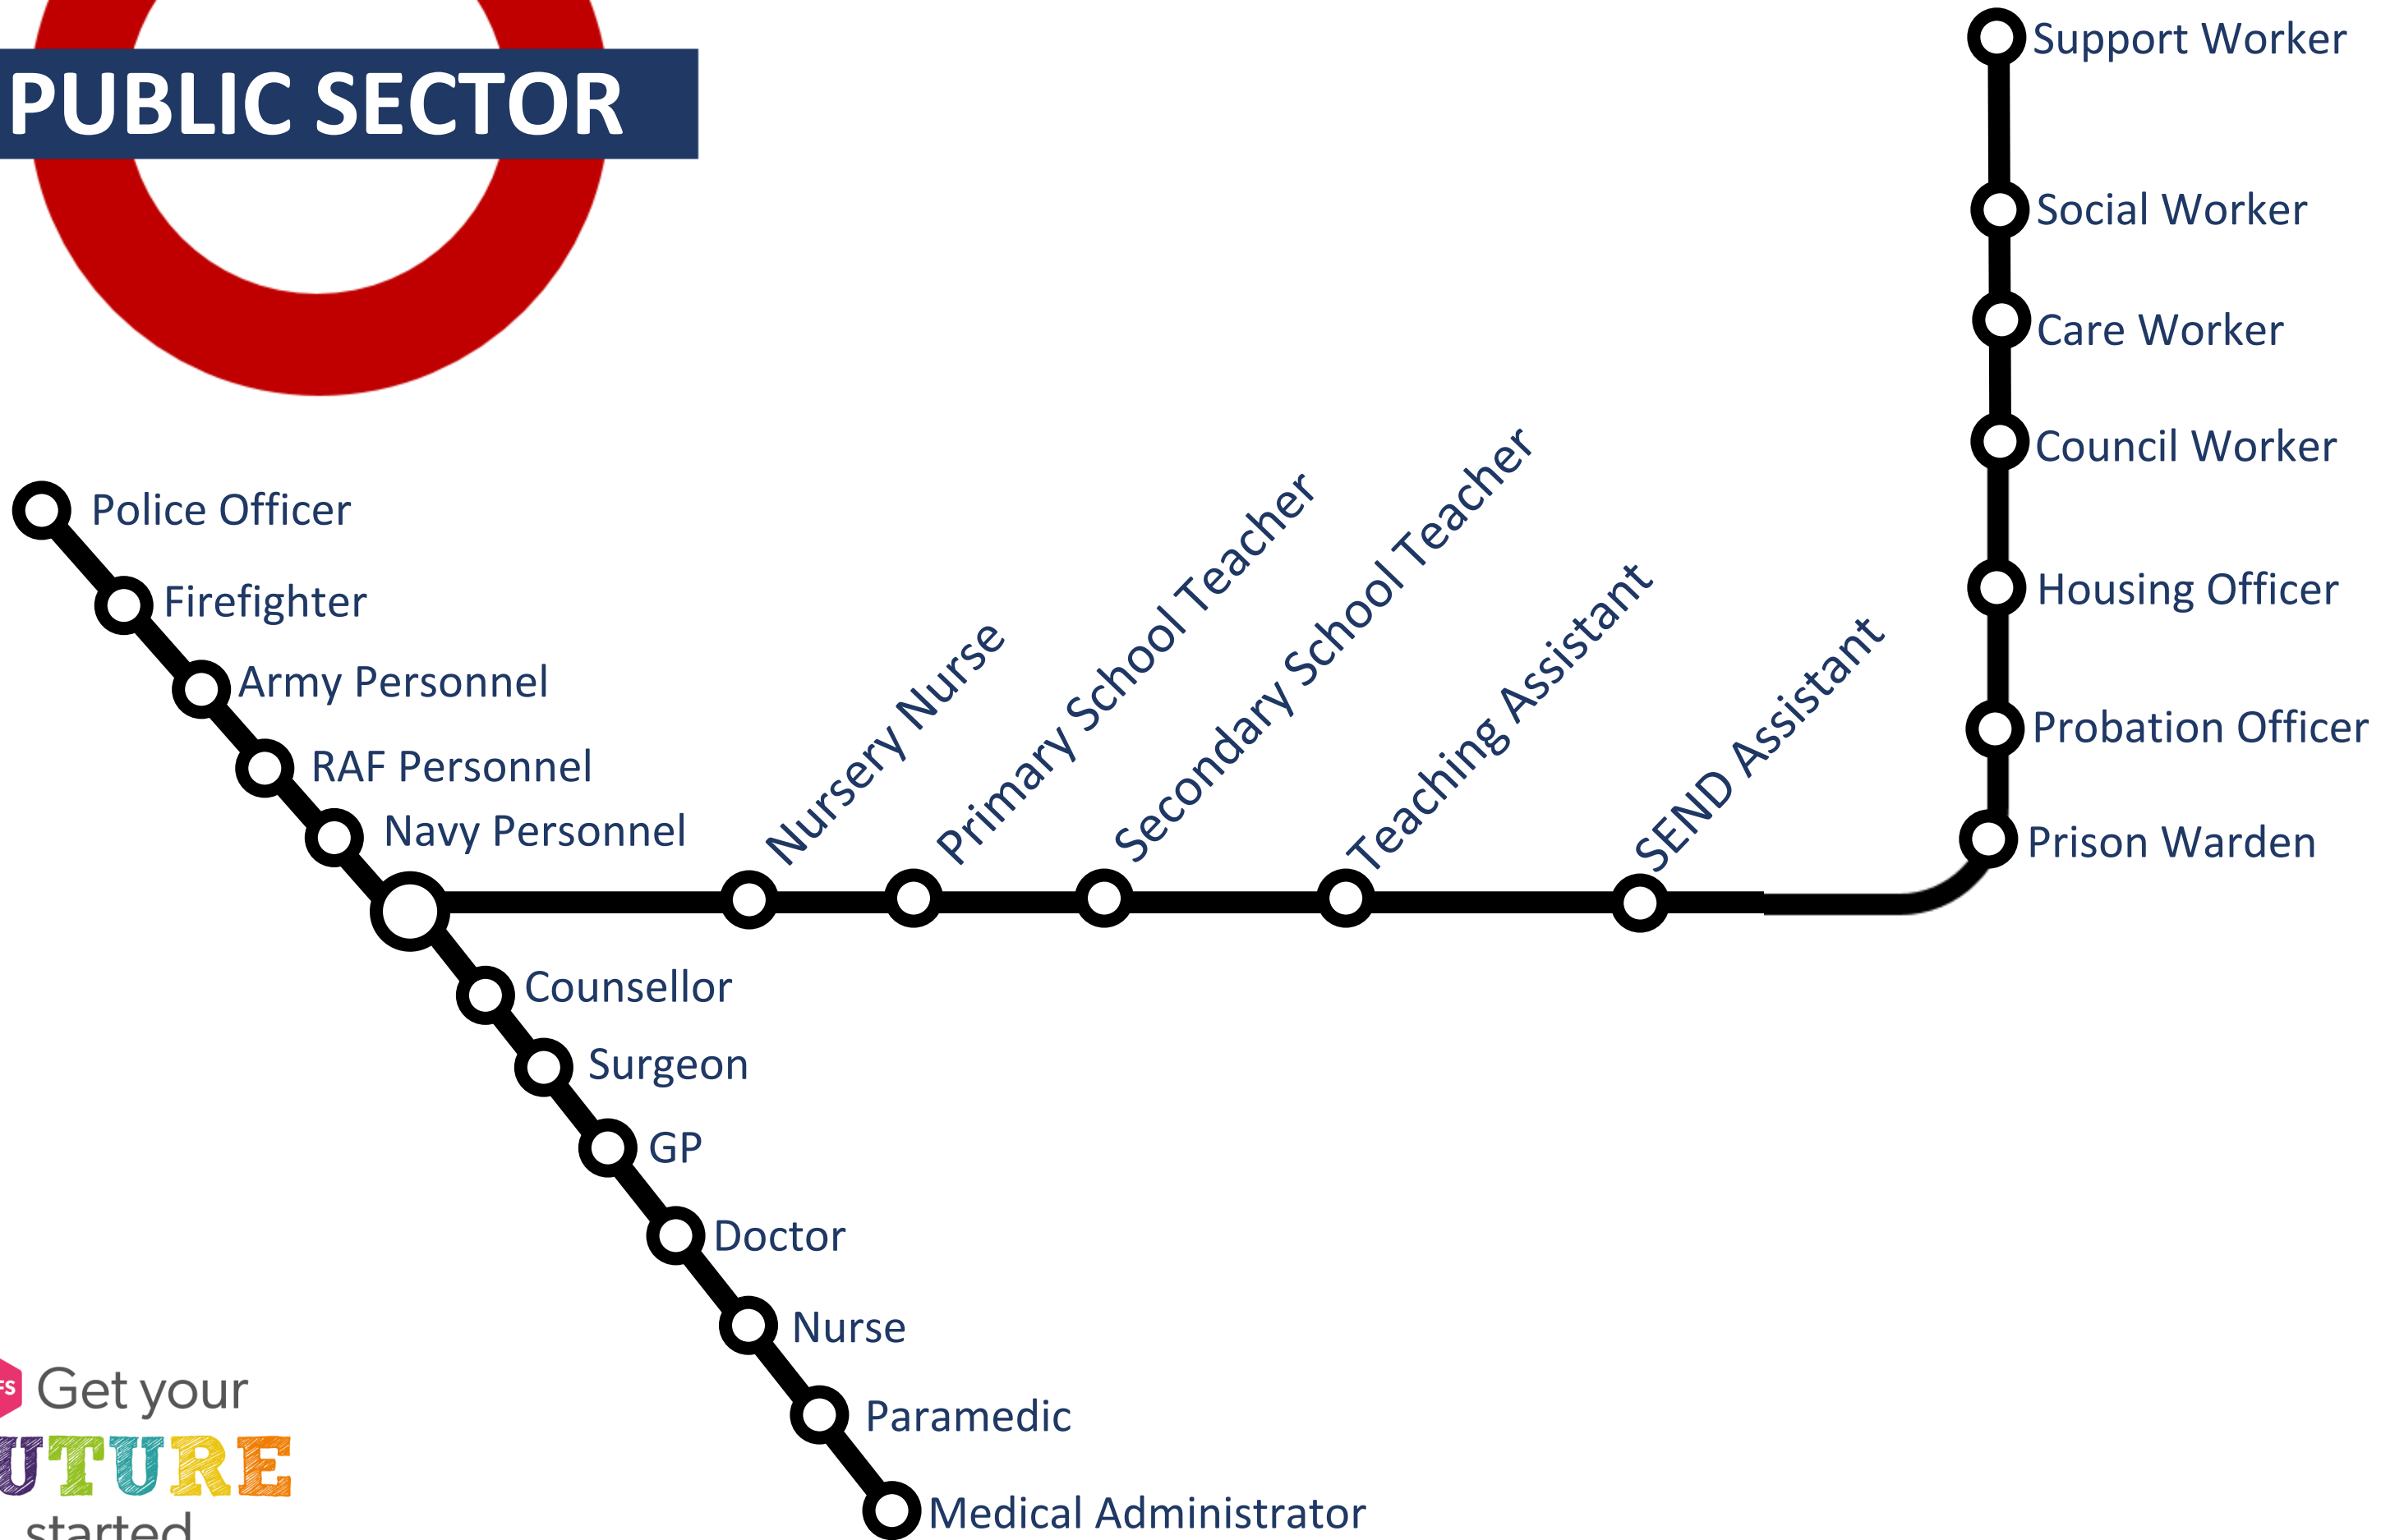 PUBLIC SECTOR
Support Worker
Social Worker
Care Worker
Council Worker
Housing Officer
Probation Officer
Prison Warden
Police Officer
Firefighter
Army Personnel
RAF Personnel
Navy Personnel
Nursery Nurse
Primary School Teacher
Secondary School Teacher
Teaching Assistant
SEND Assistant
Counsellor
Surgeon
GP
Doctor
Nurse
Paramedic
Medical Administrator
Get your
UTURE
started